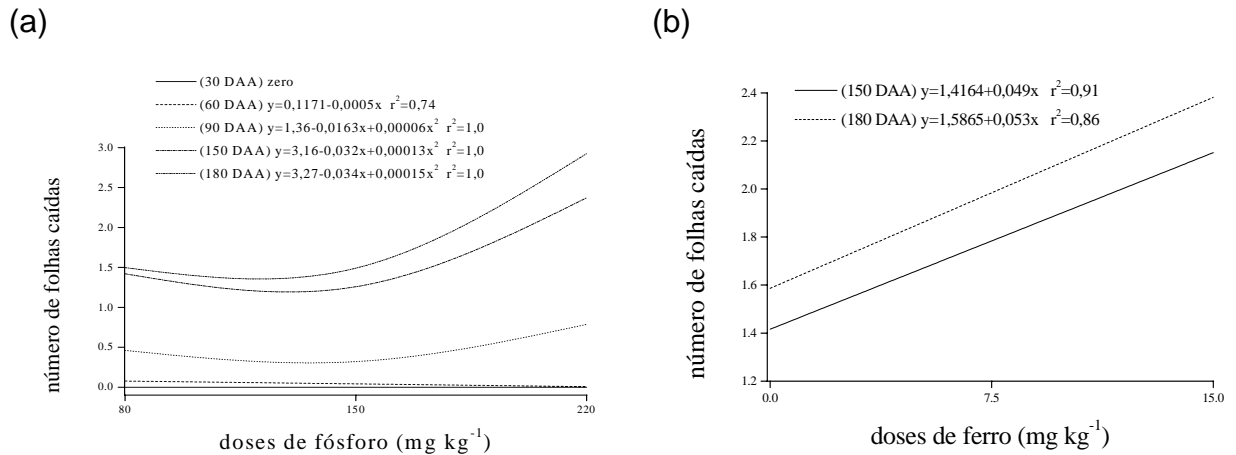 (a)
(30 DAA) zero
(60 DAA) y=0,1171-0,0005x r²=0,74
(90 DAA) y=1,36-0,0163x+0,00006x² r²=1,0
(150 DAA) y=3,16-0,032x+0,00013x² r²=1,0
(180 DAA) y=3,27-0,034x+0,00015x² r²=1,0
número de folhas caídas
3.0
2.5
2.0
1.5
1.0
0.5
0.0
80
150
220
doses de fósforo (mg kg⁻¹)
(b)
(150 DAA) y=1,4164+0,049x r²=0,91
(180 DAA) y=1,5865+0,053x r²=0,86
número de folhas caídas
2.4
2.2
2.0
1.8
1.6
1.4
1.2
0.0
7.5
15.0
doses de ferro (mg kg⁻¹)